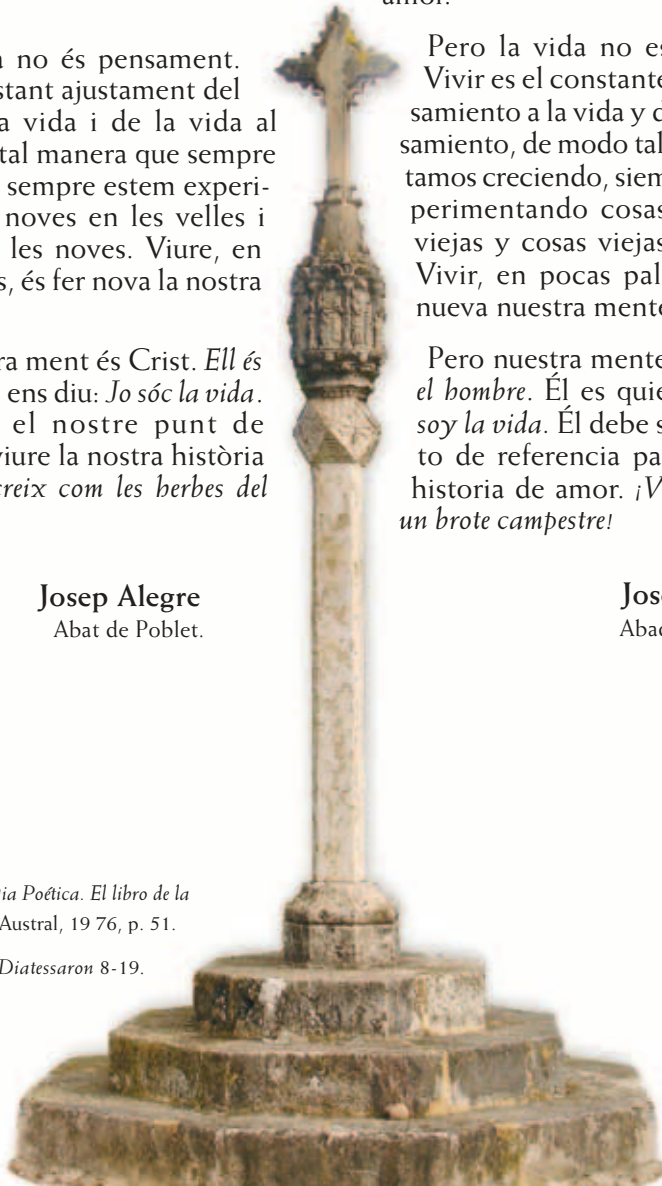 a no és pensament.
stant ajustament del
a vida i de la vida al
tal manera que sempre
sempre estem experi-
noves en les velles i
les noves. Viure, en
s, és fer nova la nostra
ra ment és Crist. Ell és
ens diu: Jo sóc la vida.
el nostre punt de
viure la nostra història
creix com les herbes del
Josep Alegre
Abat de Poblet.
ia Poética. El libro de la
Austral, 19 76, p. 51.
Diatessaron 8-19.
amor.
Pero la vida no es
Vivir es el constante
samiento a la vida y d
samiento, de modo tal
tamos creciendo, siem
perimentando cosas
viejas y cosas viejas
Vivir, en pocas pal
nueva nuestra mente
Pero nuestra mente
el hombre. Él es quie
soy la vida. Él debe s
to de referencia pa
historia de amor. ¡V
un brote campestre!
Jose
Abad